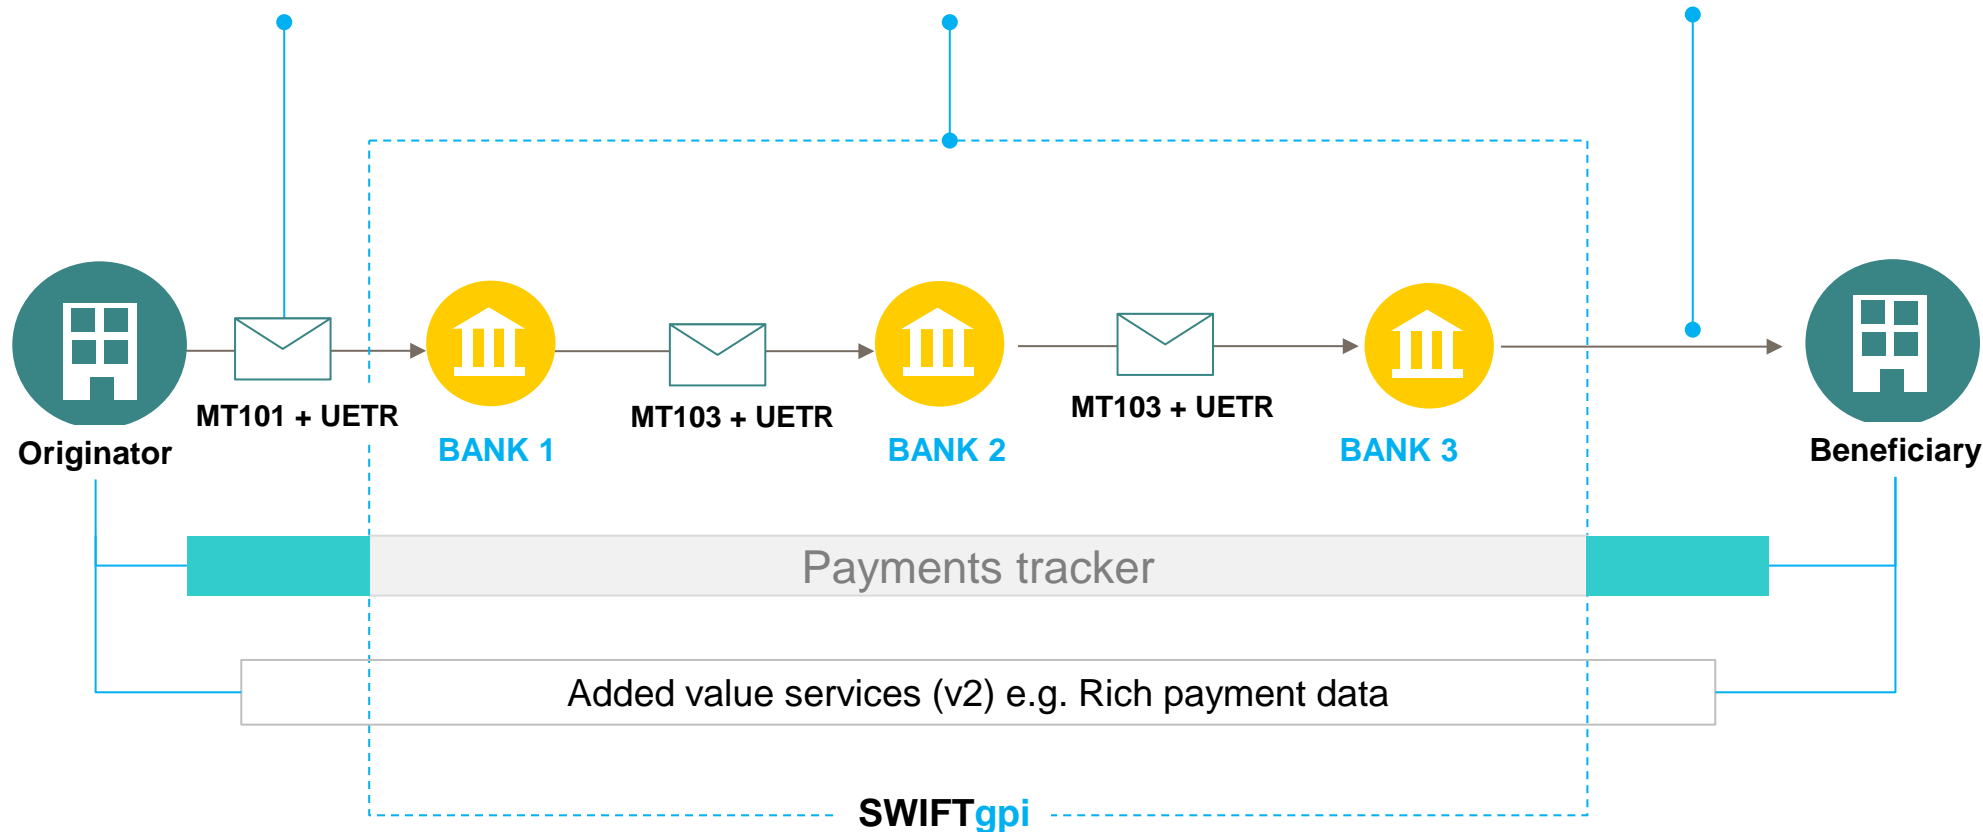 MT101 + UETR
MT103 + UETR
MT103 + UETR
Originator
BANK 1
BANK 2
BANK 3
Beneficiary
Payments tracker
Added value services (v2) e.g. Rich payment data
SWIFTgpi